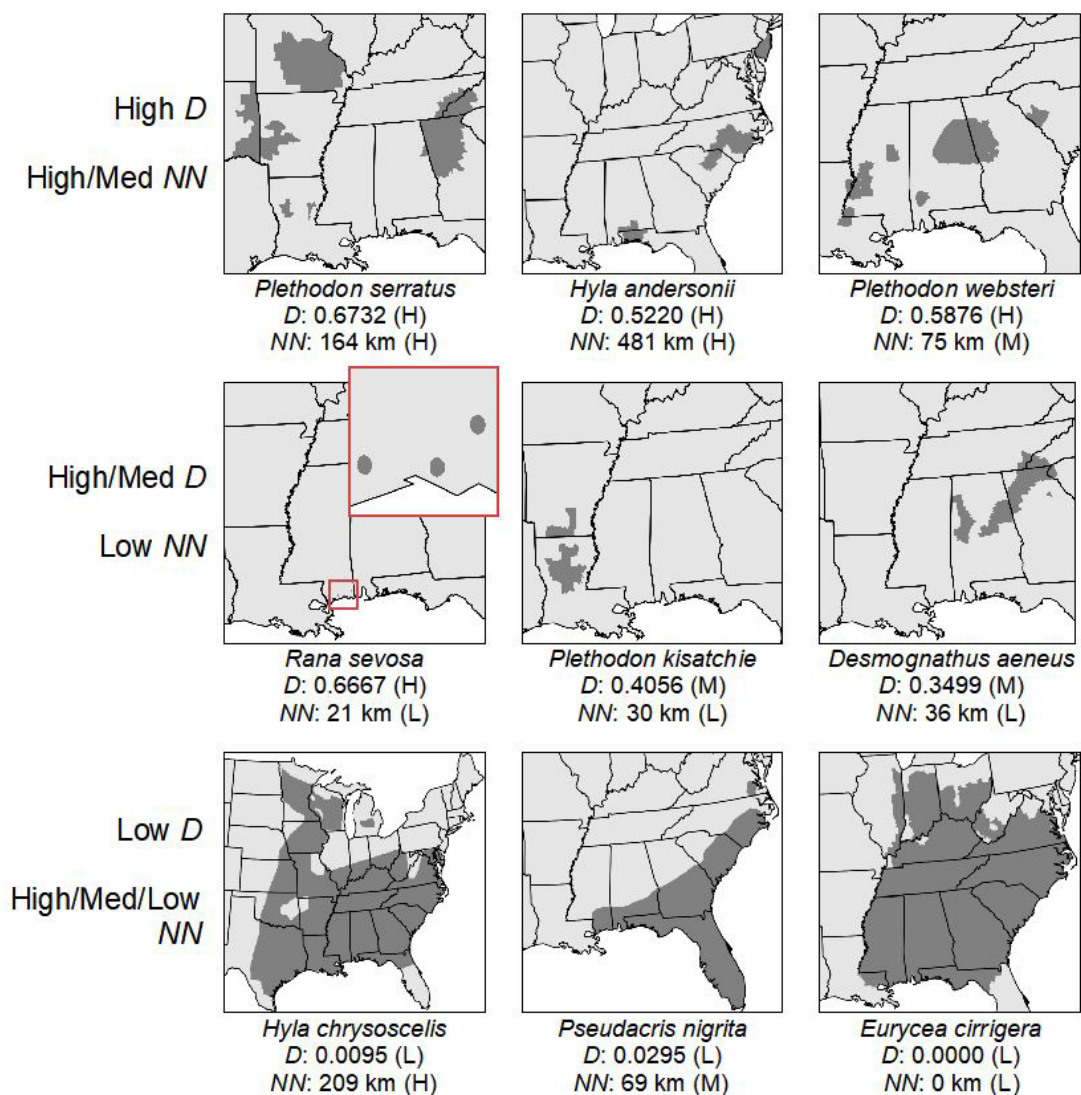 High D
High/Med NN
Plethodon serratus
D: 0.6732 (H)
NN: 164 km (H)
Hyla andersonii
D: 0.5220 (H)
NN: 481 km (H)
Plethodon websteri
D: 0.5876 (H)
NN: 75 km (M)
High/Med D
Low NN
Rana sevosa
D: 0.6667 (H)
NN: 21 km (L)
Plethodon kisatchie
D: 0.4056 (M)
NN: 30 km (L)
Desmognathus aeneus
D: 0.3499 (M)
NN: 36 km (L)
Low D
High/Med/Low
NN
Hyla chrysoscelis
D: 0.0095 (L)
NN: 209 km (H)
Pseudacris nigrita
D: 0.0295 (L)
NN: 69 km (M)
Eurycea cirrigera
D: 0.0000 (L)
NN: 0 km (L)